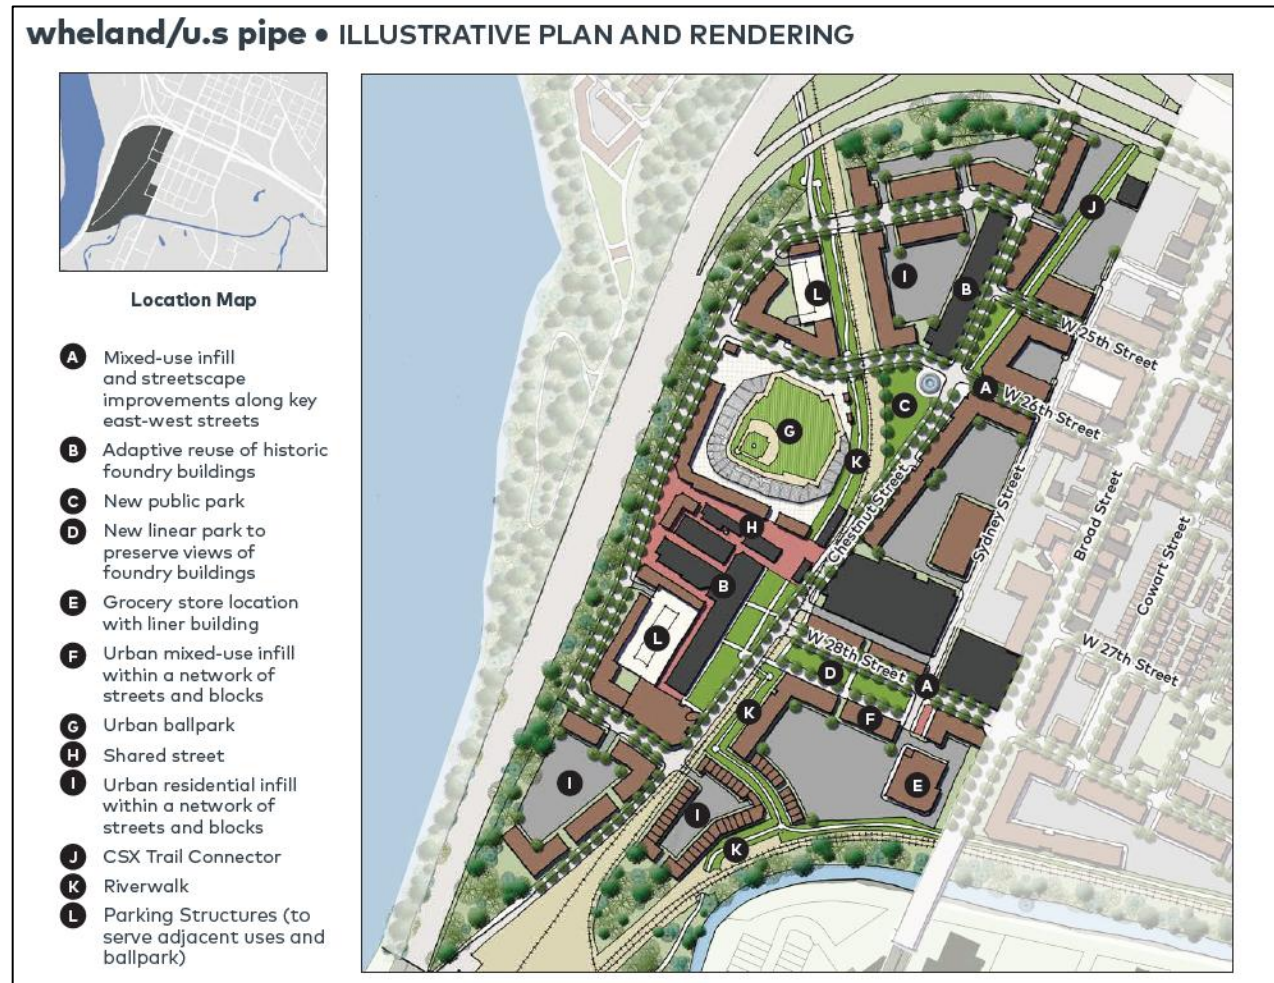 wheland/u.s pipe • ILLUSTRATIVE PLAN AND RENDERING
Location Map
A Mixed-use infill
and streetscape
improvements along key
east-west streets
B Adaptive reuse of historic
foundry buildings
C New public park
D New linear park to
preserve views of
foundry buildings
E Grocery store location
with liner building
F Urban mixed-use infill
within a network of
streets and blocks
G Urban ballpark
H Shared street
I Urban residential infill
within a network of
streets and blocks
J CSX Trail Connector
K Riverwalk
L Parking Structures (to
serve adjacent uses and
ballpark)
J
I
B
L
W 25th Street
A
W 26th Street
C
G
K
Chestnut Street
Sydney Street
Broad Street
Cowart Street
H
B
L
W 28th Street
W 27th Street
D
A
K
F
I
E
I
K